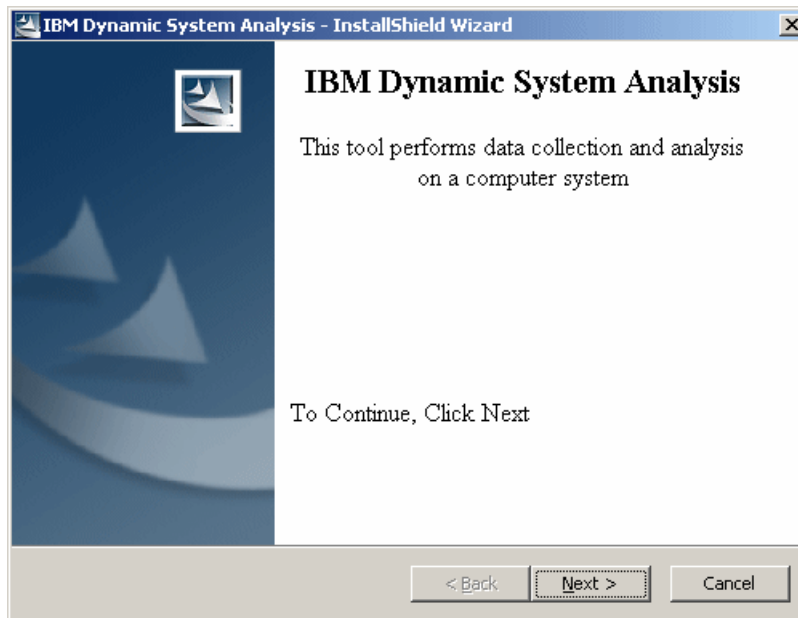 IBM Dynamic System Analysis - InstallShield Wizard
IBM Dynamic System Analysis
This tool performs data collection and analysis
on a computer system
To Continue, Click Next
< Back
Next >
Cancel